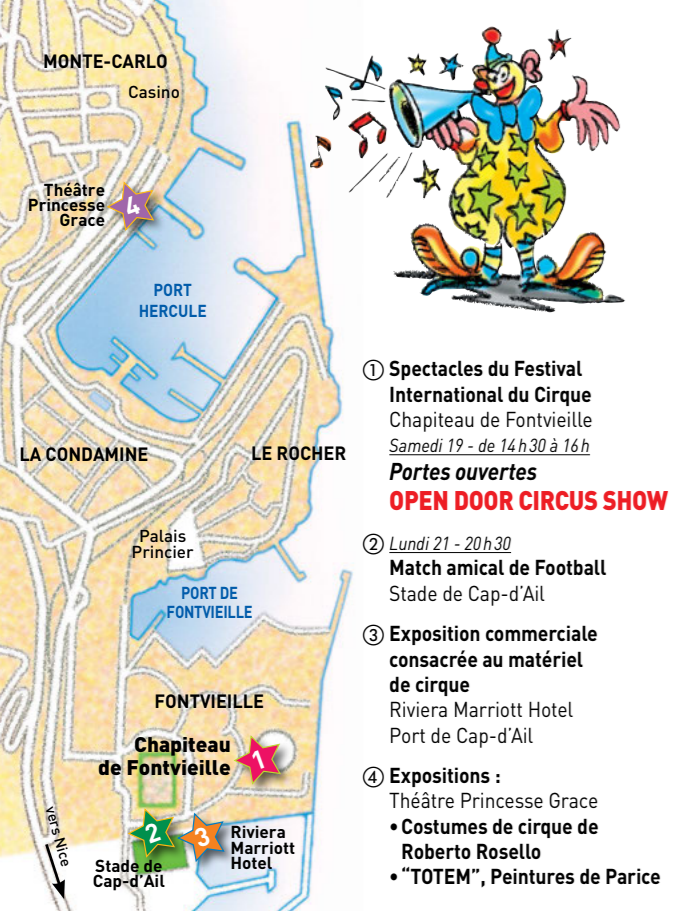 MONTE-CARLO
Casino
Théâtre
Princesse
Grace
4
PORT
HERCULE
LA CONDAMINE
LE ROCHER
Palais
Princier
PORT DE
FONTVIEILLE
FONTVIEILLE
Chapiteau
de Fontvieille
1
vers Nice
2
3
Riviera
Marriott
Hotel
Stade de
Cap-d'Ail
① Spectacles du Festival
International du Cirque
Chapiteau de Fontvieille
Samedi 19 - de 14h30 à 16h
Portes ouvertes
OPEN DOOR CIRCUS SHOW
② Lundi 21 - 20h30
Match amical de Football
Stade de Cap-d'Ail
③ Exposition commerciale
consacrée au matériel
de cirque
Riviera Marriott Hotel
Port de Cap-d'Ail
④ Expositions :
Théâtre Princesse Grace
• Costumes de cirque de
Roberto Rosello
• “TOTEM”, Peintures de Parice